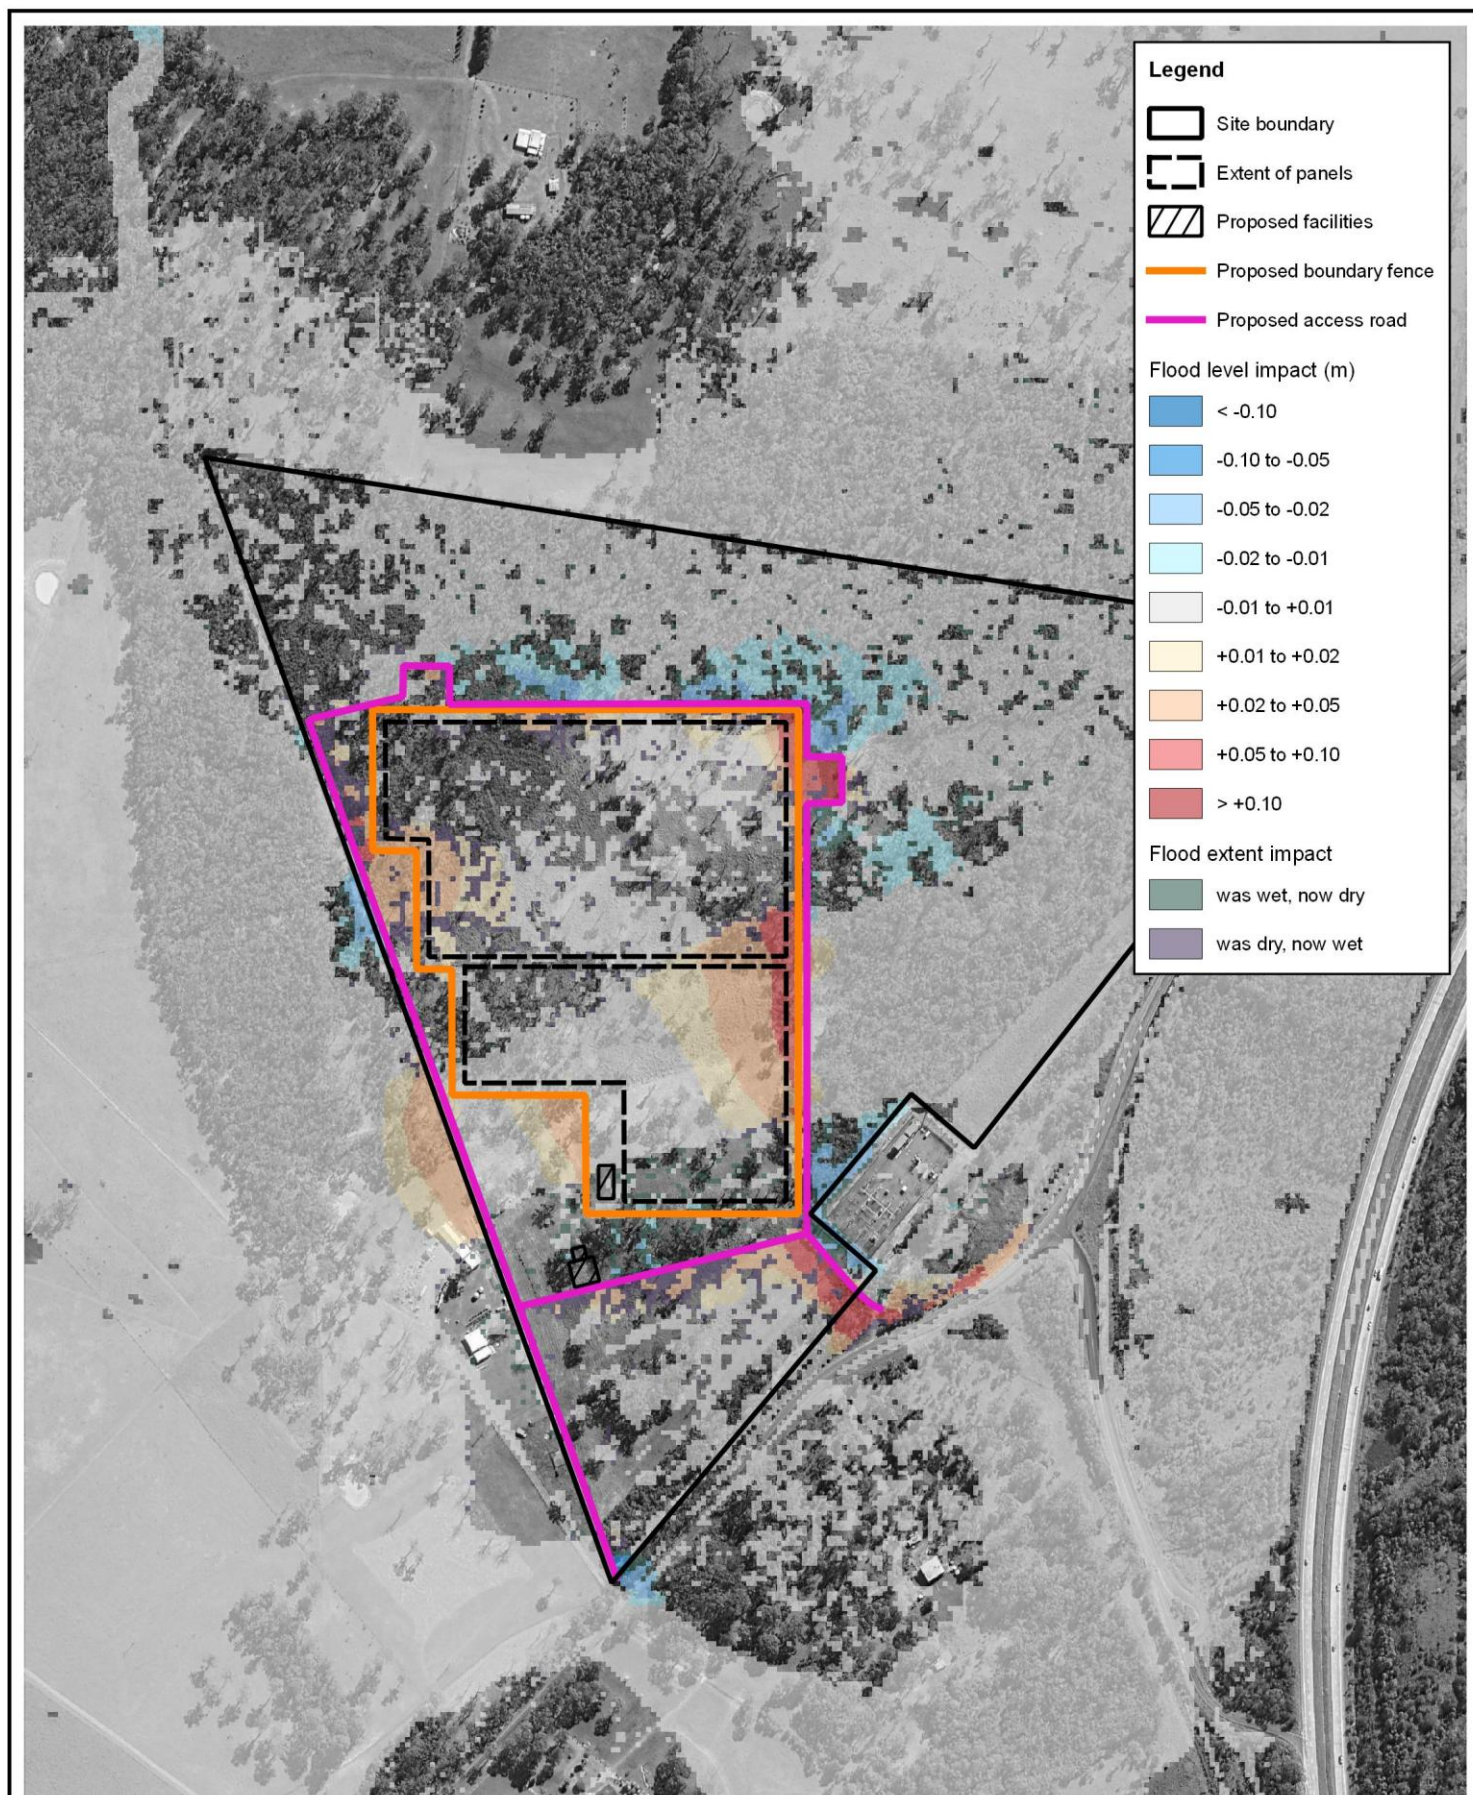 Legend
Site boundary
Extent of panels
Proposed facilities
Proposed boundary fence
Proposed access road
Flood level impact (m)
< -0.10
-0.10 to -0.05
-0.05 to -0.02
-0.02 to -0.01
-0.01 to +0.01
+0.01 to +0.02
+0.02 to +0.05
+0.05 to +0.10
> +0.10
Flood extent impact
was wet, now dry
was dry, now wet